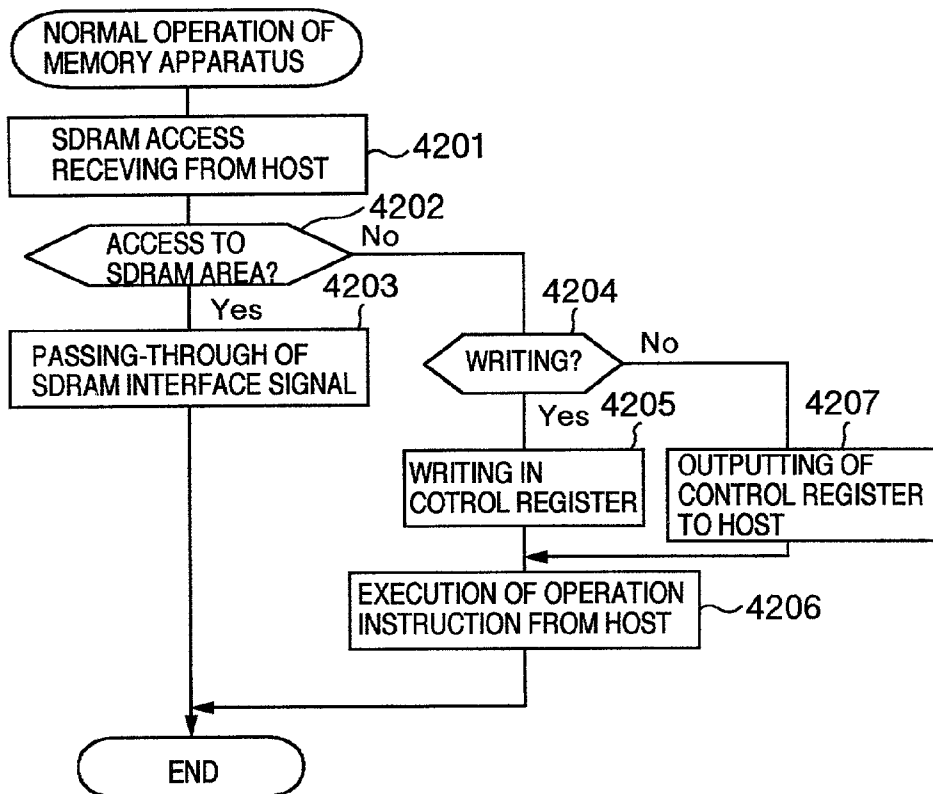 NORMAL OPERATION OF
MEMORY APPARATUS
SDRAM ACCESS
RECEVING FROM HOST
4201
4202
ACCESS TO
SDRAM AREA?
No
Yes
4203
4204
PASSING-THROUGH OF
SDRAM INTERFACE SIGNAL
WRITING?
No
Yes
4205
4207
WRITING IN
COTROL REGISTER
OUTPUTTING OF
CONTROL REGISTER
TO HOST
EXECUTION OF OPERATION
INSTRUCTION FROM HOST
4206
END